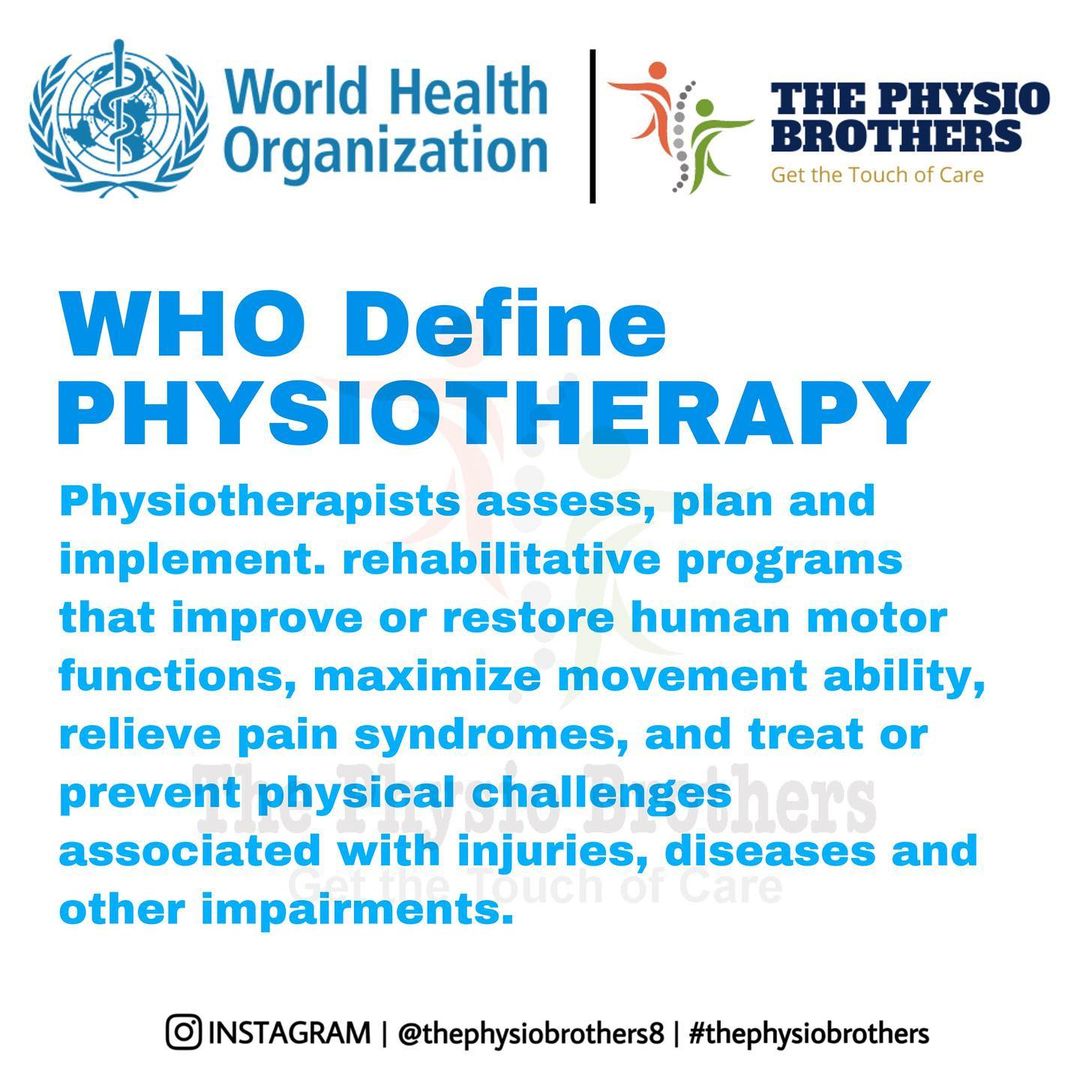 World Health
Organization
THE PHYSIO
BROTHERS
Get the Touch of Care
WHO Define
PHYSIOTHERAPY
Physiotherapists assess, plan and
implement. rehabilitative programs
that improve or restore human motor
functions, maximize movement ability,
relieve pain syndromes, and treat or
prevent physical challenges
The Physio Brothers
associated with injuries, diseases and
Get the Touch of Care
other impairments.
INSTAGRAM | @thephysiobrothers8 | #thephysiobrothers